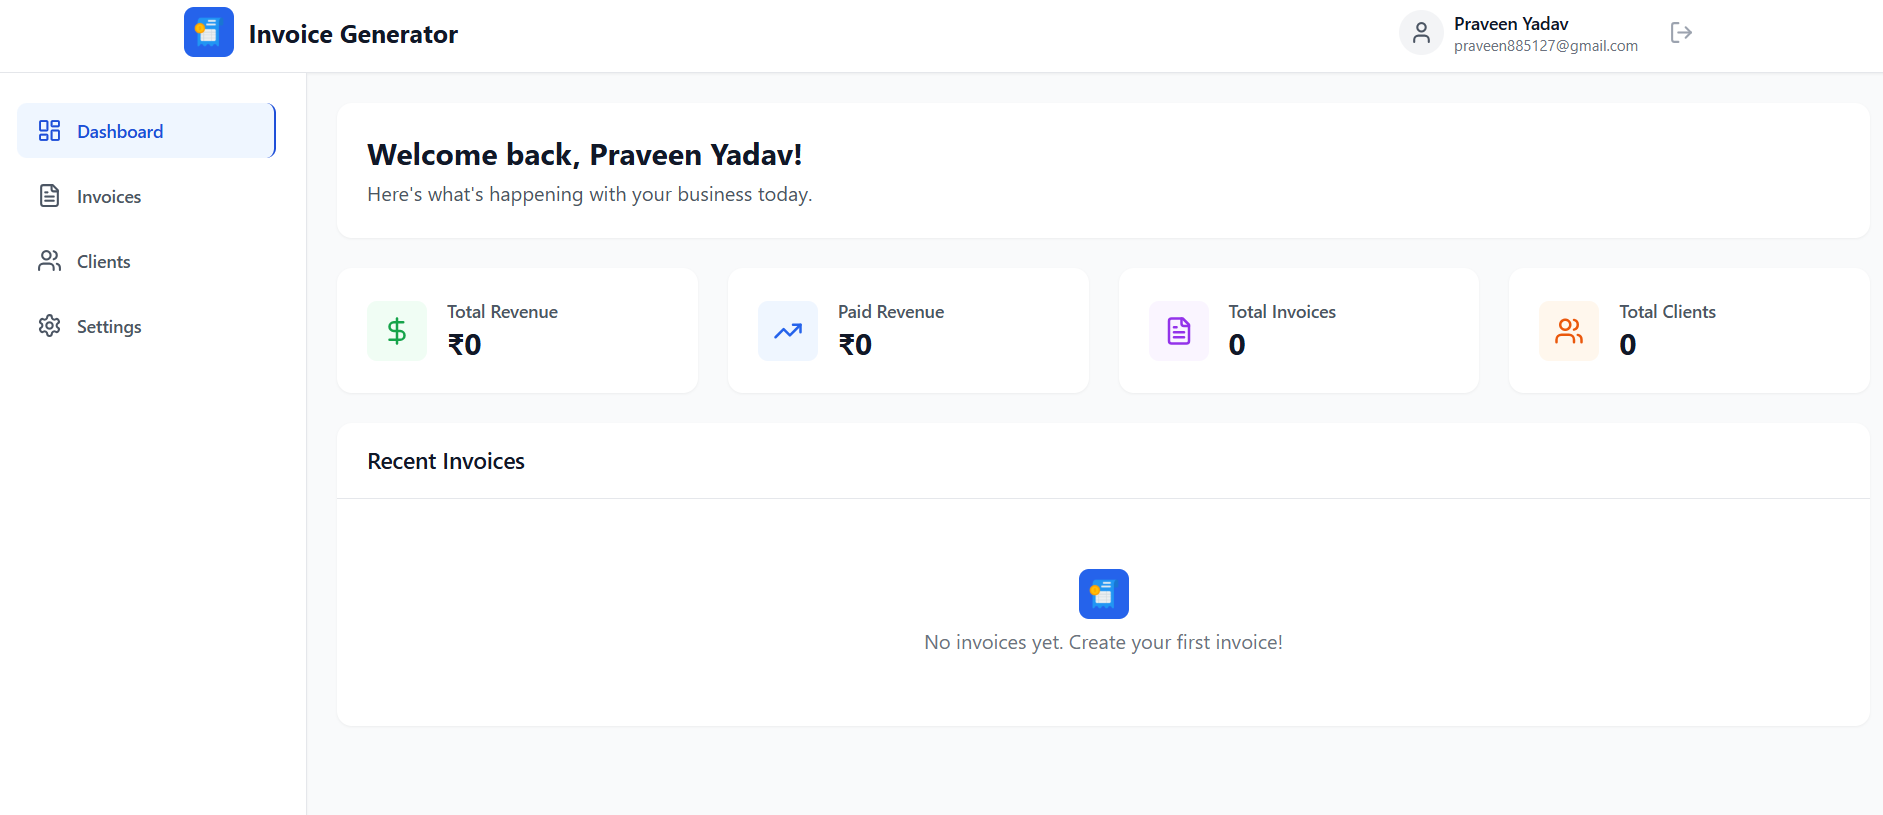 Invoice Generator
Praveen Yadav
praveen885127@gmail.com
Dashboard
Invoices
Clients
Settings
Welcome back, Praveen Yadav!
Here's what's happening with your business today.
Total Revenue
₹0
Paid Revenue
₹0
Total Invoices
0
Total Clients
0
Recent Invoices
No invoices yet. Create your first invoice!